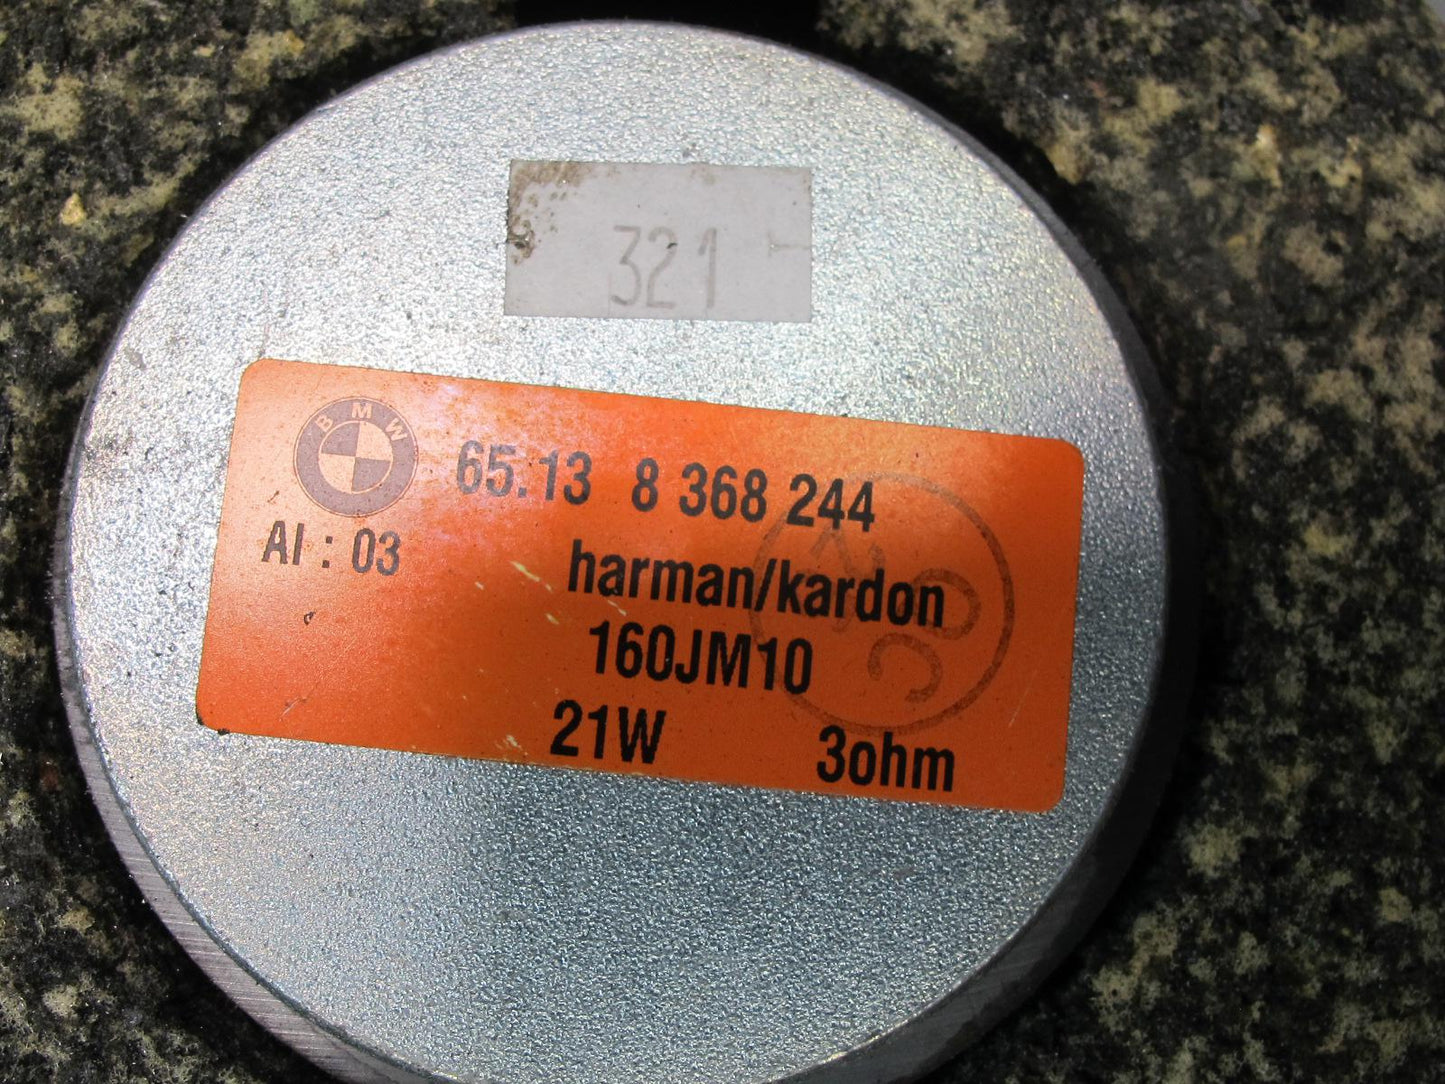 321
BMW
65.13 8 368 244
AI : 03
harman/kardon
160JM10
21W 3ohm